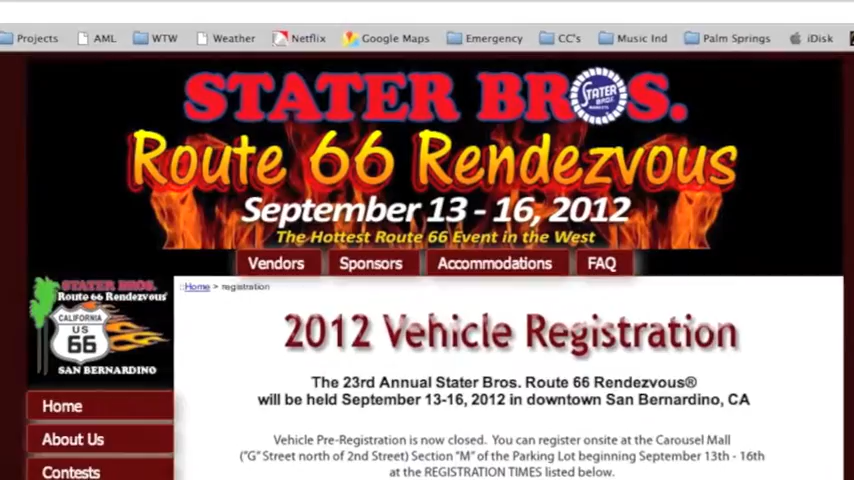 Projects AML WTW Weather Netflix Google Maps Emergency CC's Music Ind Palm Springs iDisk
STATER BROS.
STATER BROS.
Route 66 Rendezvous
September 13 - 16, 2012
The Hottest Route 66 Event in the West
Vendors Sponsors Accommodations FAQ
::Home > registration
STATER BROS.
Route 66 Rendezvous
CALIFORNIA
US
66
SAN BERNARDINO
2012 Vehicle Registration
The 23rd Annual Stater Bros. Route 66 Rendezvous®
will be held September 13-16, 2012 in downtown San Bernardino, CA
Home
About Us
Contests
Vehicle Pre-Registration is now closed. You can register onsite at the Carousel Mall
("G" Street north of 2nd Street) Section "M" of the Parking Lot beginning September 13th - 16th
at the REGISTRATION TIMES listed below.